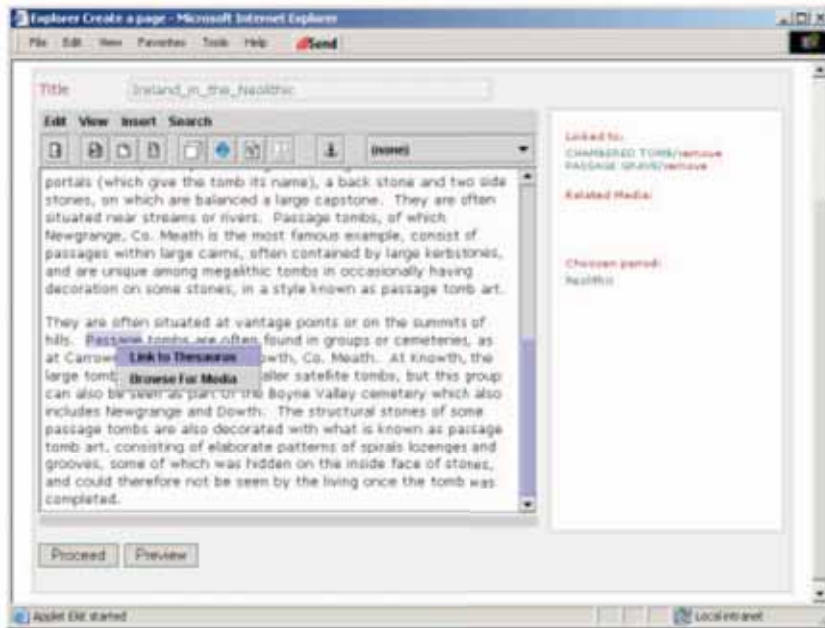 Explorer Create a page - Microsoft Internet Explorer
File Edit View Favorites Tools Help Send
Title Ireland_in_the_Neolithic
Edit View Insert Search
(none)
portals (which give the tomb its name), a back stone and two side
stones, on which are balanced a large capstone. They are often
situated near streams or rivers. Passage tombs, of which
Newgrange, Co. Meath is the most famous example, consist of
passages within large cairns, often contained by large kerbstones,
and are unique among megalithic tombs in occasionally having
decoration on some stones, in a style known as passage tomb art.
They are often situated at vantage points or on the summits of
hills. Passage tombs are often found in groups or cemeteries, as
at Carrow owth, Co. Meath. At Knowth, the
Link to Thesaurus
large tomb aller satellite tombs, but this group
Browse For Media
can also be seen as part of the Boyne Valley cemetery which also
includes Newgrange and Dowth. The structural stones of some
passage tombs are also decorated with what is known as passage
tomb art, consisting of elaborate patterns of spirals lozenges and
grooves, some of which was hidden on the inside face of stones,
and could therefore not be seen by the living once the tomb was
completed.
Linked to:
CHAMBERED TOMB/remove
PASSAGE GRAVE/remove
Related Media:
Choosen period:
Neolithic
Proceed Preview
Applet Ekit started
Local intranet